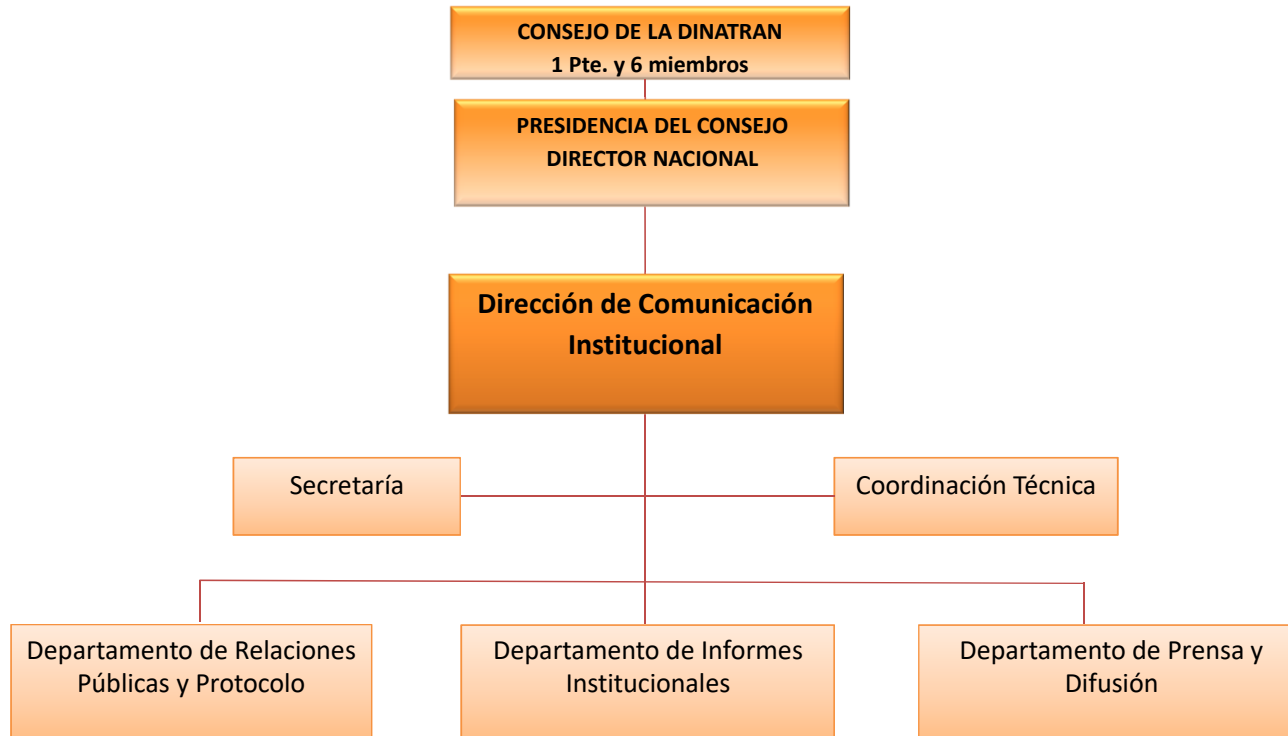 CONSEJO DE LA DINATRAN
1 Pte. y 6 miembros
PRESIDENCIA DEL CONSEJO
DIRECTOR NACIONAL
Dirección de Comunicación
Institucional
Secretaría
Coordinación Técnica
Departamento de Relaciones
Públicas y Protocolo
Departamento de Informes
Institucionales
Departamento de Prensa y
Difusión